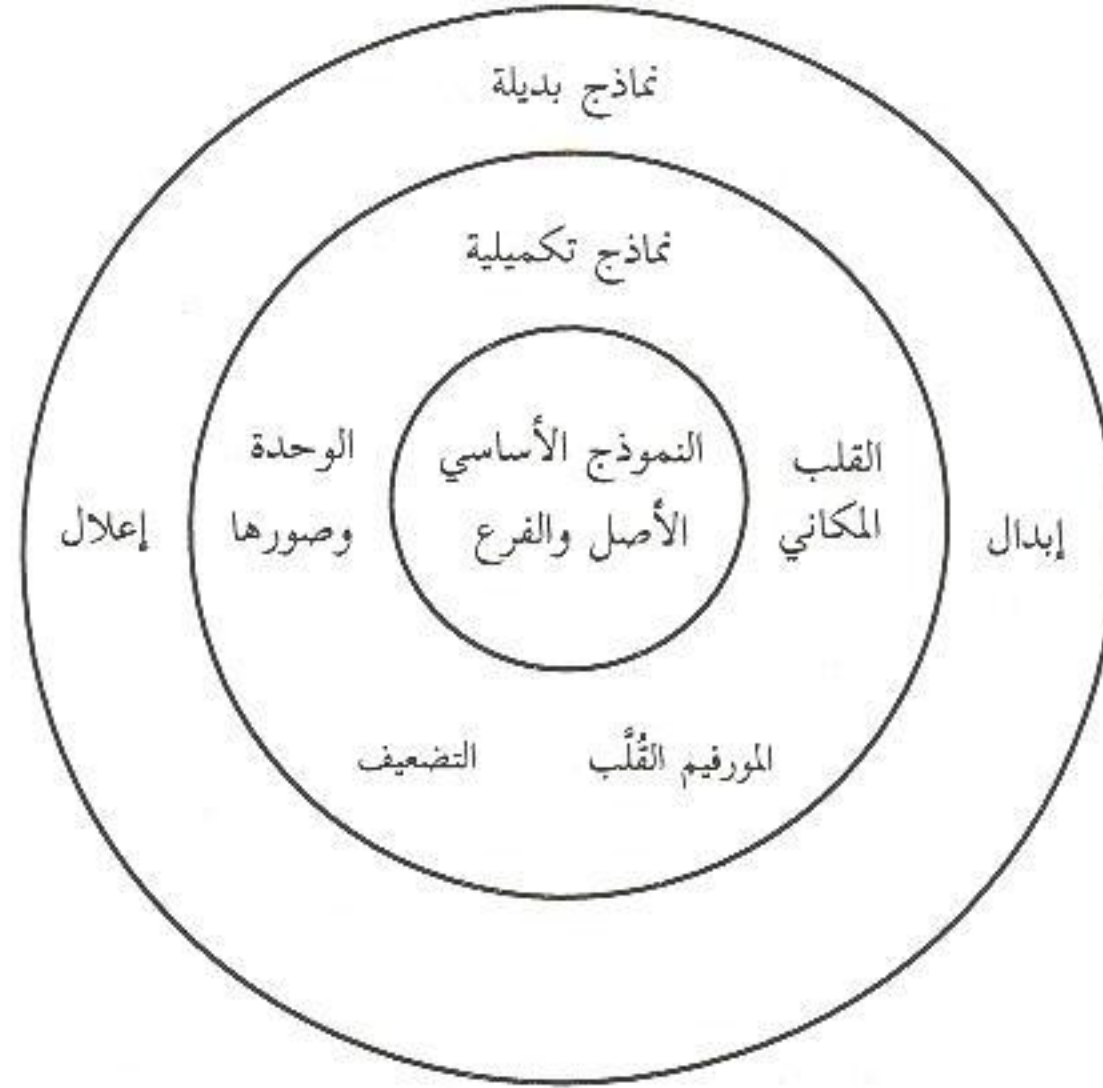 نماذج بديلة
نماذج تكميلية
النموذج الأساسي
الأصل والفرع
القلب
المكاني
الوحدة
وصورها
إبدال
إعلال
المورفيم القُلَّب
التضعيف